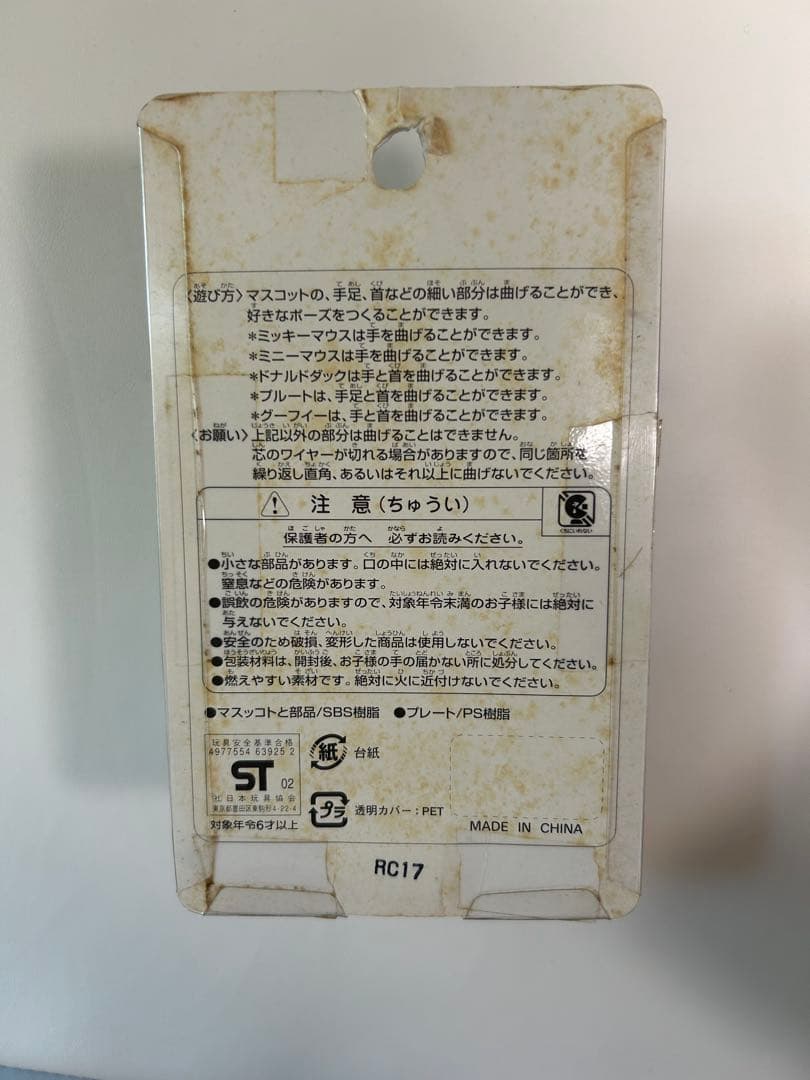 〈遊び方〉マスコットの、手足、首などの細い部分は曲げることができ、
好きなポーズをつくることができます。
＊ミッキーマウスは手を曲げることができます。
＊ミニーマウスは手を曲げることができます。
＊ドナルドダックは手と首を曲げることができます。
＊プルートは、手足と首を曲げることができます。
＊グーフィーは、手と首を曲げることができます。
〈お願い〉上記以外の部分は曲げることはできません。
芯のワイヤーが切れる場合がありますので、同じ箇所を
繰り返し直角、あるいはそれ以上に曲げないでください。
注 意(ちゅうい)
くちにいれない
保護者の方へ 必ずお読みください。
●小さな部品があります。口の中には絶対に入れないでください。
窒息などの危険があります。
●誤飲の危険がありますので、対象年令末満のお子様には絶対に
与えないでください。
●安全のため破損、変形した商品は使用しないでください。
●包装材料は、開封後、お子様の手の届かない所に処分してください。
●燃えやすい素材です。絶対に火に近付けないでください。
●マスッコトと部品/SBS樹脂 ●プレート/PS樹脂
玩具安全基準合格
4977554 63925 2
ST 02
社日本玩具協会
東京都墨田区東駒形4-22-4
対象年令6才以上
紙 台紙
プラ 透明カバー：PET
MADE IN CHINA
RC17